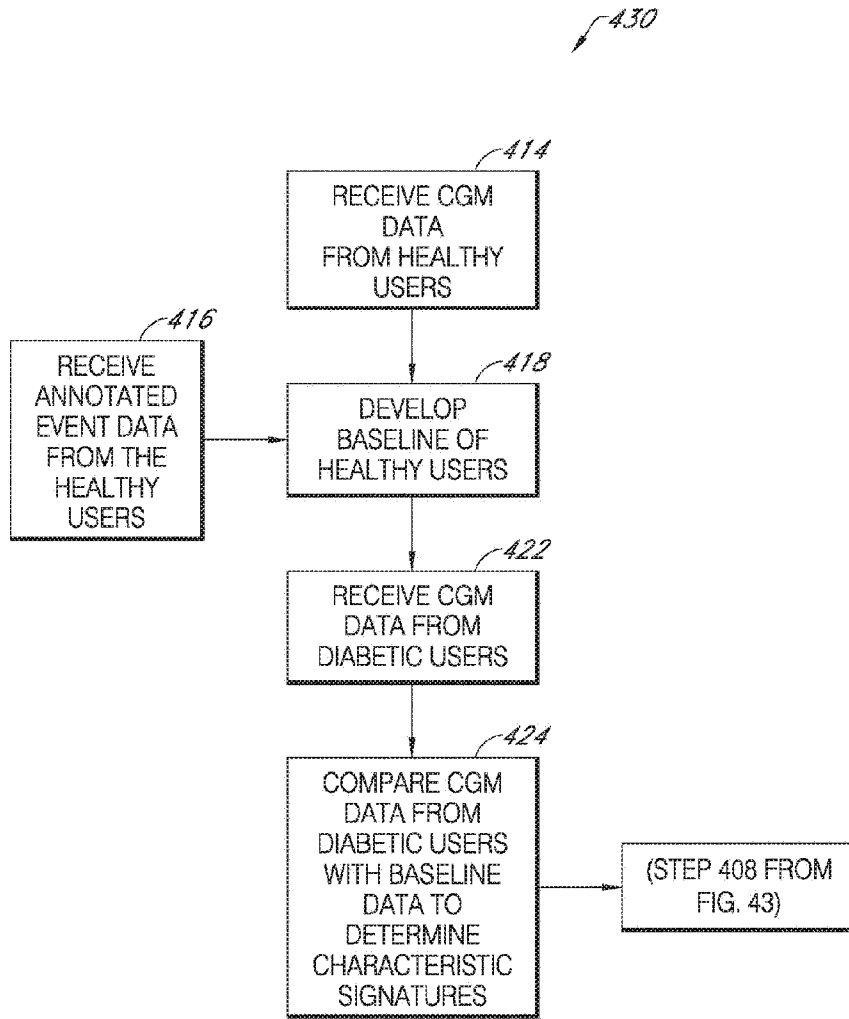 430
414
RECEIVE CGM
DATA
FROM HEALTHY
USERS
416
RECEIVE
ANNOTATED
EVENT DATA
FROM THE
HEALTHY
USERS
418
DEVELOP
BASELINE OF
HEALTHY USERS
422
RECEIVE CGM
DATA FROM
DIABETIC USERS
424
COMPARE CGM
DATA FROM
DIABETIC USERS
WITH BASELINE
DATA TO
DETERMINE
CHARACTERISTIC
SIGNATURES
(STEP 408 FROM
FIG. 43)